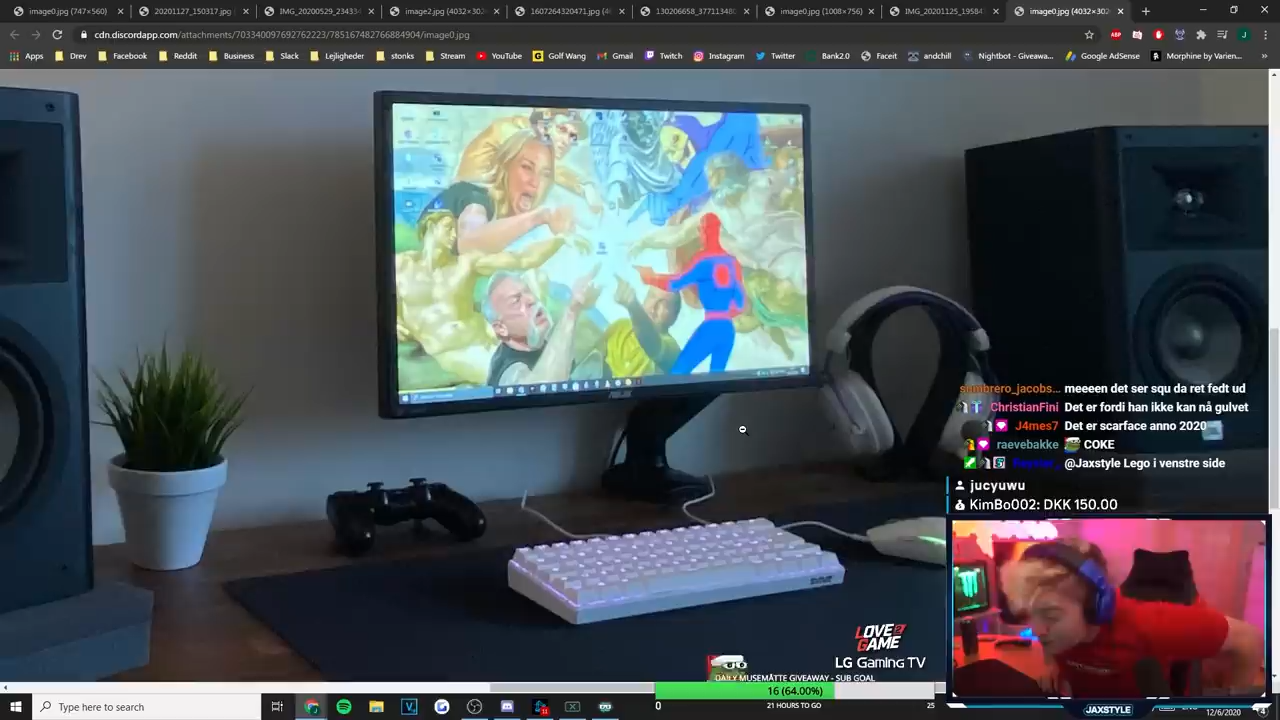 image0.jpg (747×560)
20201127_150317.jpg (
IMG_20200529_23433
image2.jpg (4032×302
1607264320471.jpg (4
130206658_37711348
image0.jpg (1008×756)
IMG_20201125_19584
image0.jpg (4032×302
cdn.discordapp.com/attachments/703340097692762223/785167482766884904/image0.jpg
Apps
Drev
Facebook
Reddit
Business
Slack
Lejligheder
stonks
Stream
YouTube
Golf Wang
Gmail
Twitch
Instagram
Twitter
Bank2.0
Faceit
andchill
Nightbot - Giveawa...
Google AdSense
Morphine by Varien...
sombrero_jacobs... meeeen det ser squ da ret fedt ud
ChristianFini Det er fordi han ikke kan nå gulvet
J4mes7 Det er scarface anno 2020
raevebakke COKE
@Jaxstyle Lego i venstre side
jucyuwu
KimBo002: DKK 150.00
LOVE2GAME
LG Gaming TV
DAILY MUSEMÅTTE GIVEAWAY - SUB GOAL
16 (64.00%)
0
21 HOURS TO GO
25
JAXSTYLE
Type here to search
12/6/2020